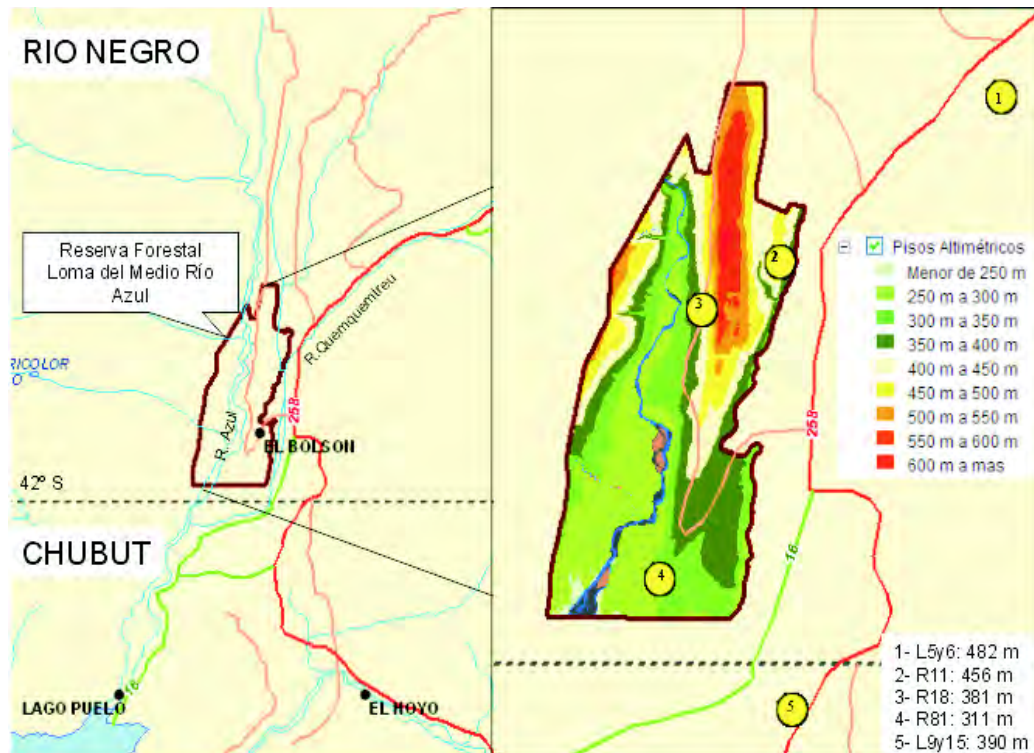 RIO NEGRO
Reserva Forestal
Loma del Medio Río
Azul
R. Quemquemtreu
RICOLOR
O
R. Azul
258
EL BOLSON
42º S
CHUBUT
16
LAGO PUELO
EL HOYO
1
2
3
4
5
258
16
Pisos Altimétricos
Menor de 250 m
250 m a 300 m
300 m a 350 m
350 m a 400 m
400 m a 450 m
450 m a 500 m
500 m a 550 m
550 m a 600 m
600 m a mas
1- L5y6: 482 m
2- R11: 456 m
3- R18: 381 m
4- R81: 311 m
5- L9y15: 390 m